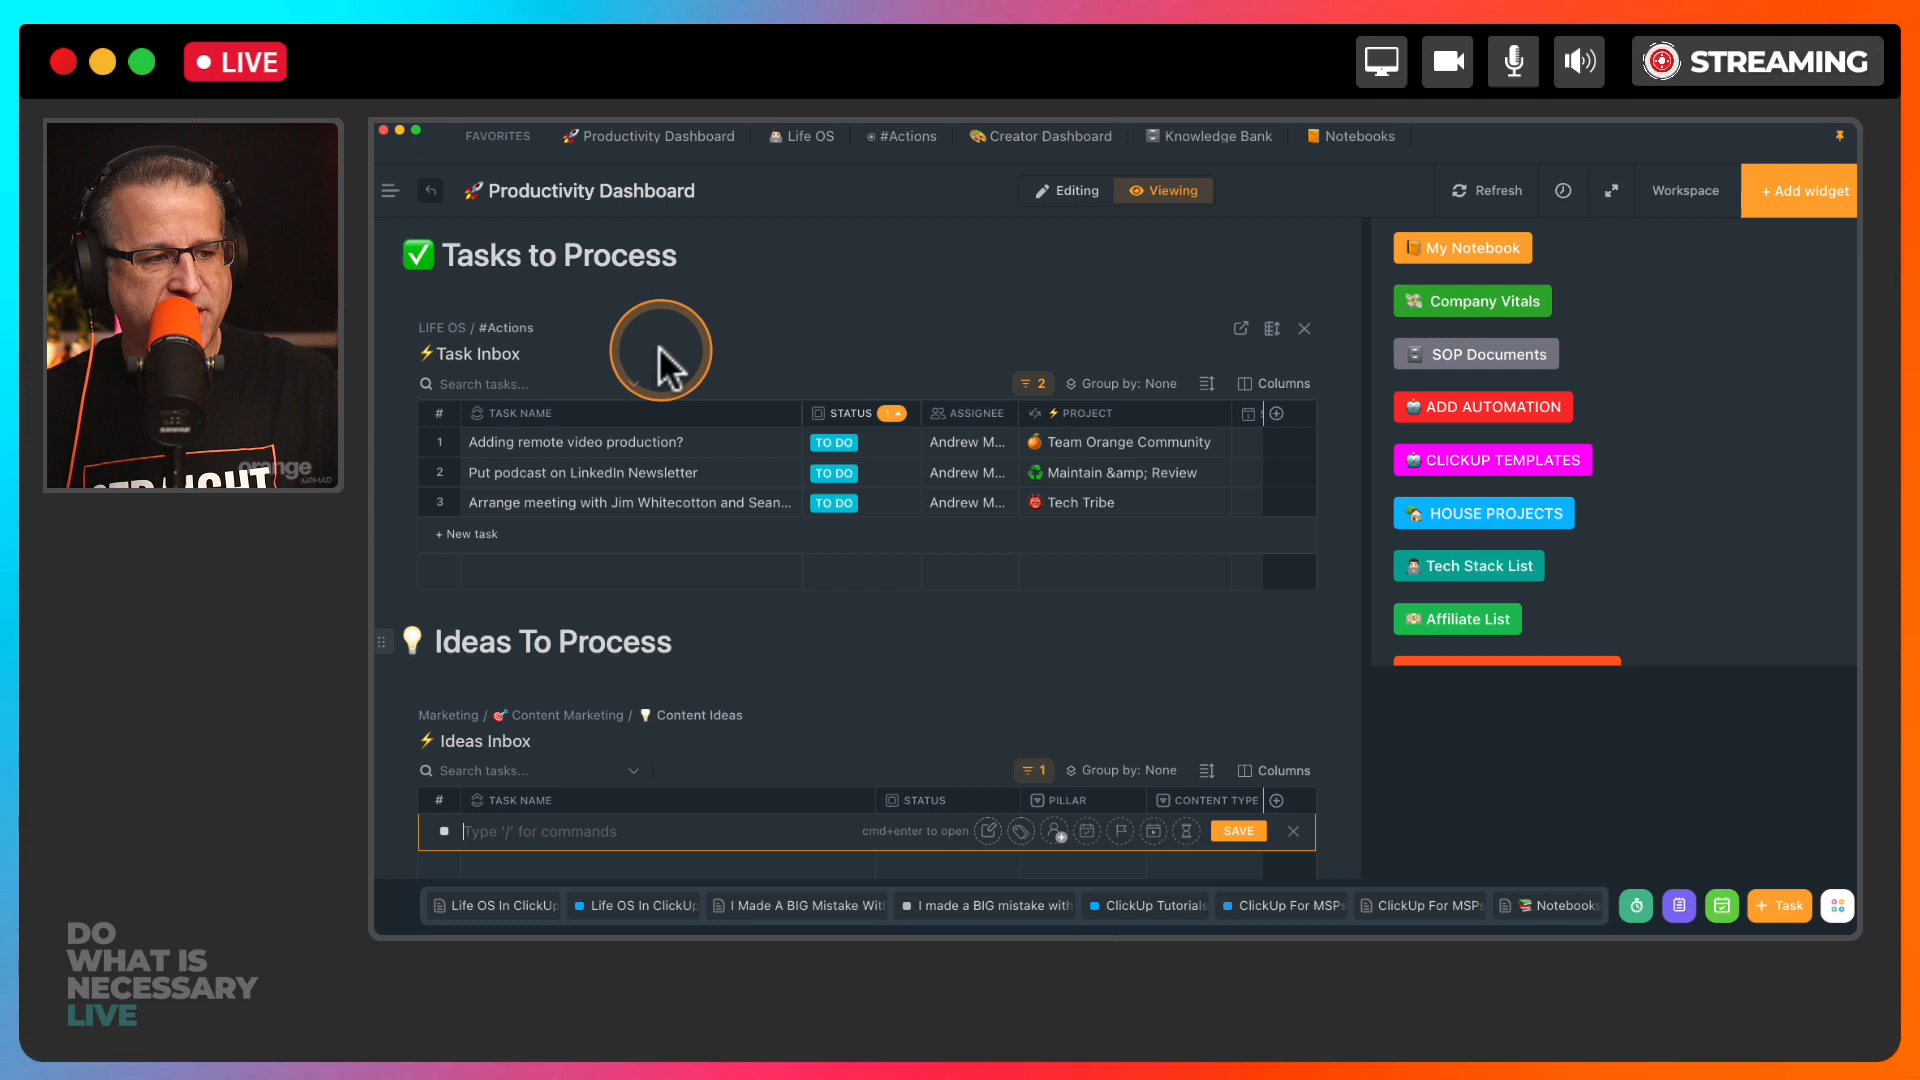 LIVE
STREAMING
FAVORITES
Productivity Dashboard
Life OS
#Actions
Creator Dashboard
Knowledge Bank
Notebooks
Productivity Dashboard
Editing
Viewing
Refresh
Workspace
+ Add widget
Tasks to Process
LIFE OS / #Actions
Task Inbox
Search tasks...
2
Group by: None
Columns
# TASK NAME STATUS 1 ASSIGNEE PROJECT
1 Adding remote video production? TO DO Andrew M... Team Orange Community
2 Put podcast on LinkedIn Newsletter TO DO Andrew M... Maintain &amp; Review
3 Arrange meeting with Jim Whitecotton and Sean... TO DO Andrew M... Tech Tribe
+ New task
Ideas To Process
Marketing / Content Marketing / Content Ideas
Ideas Inbox
Search tasks...
1
Group by: None
Columns
# TASK NAME STATUS PILLAR CONTENT TYPE
Type '/' for commands
cmd+enter to open
SAVE
My Notebook
Company Vitals
SOP Documents
ADD AUTOMATION
CLICKUP TEMPLATES
HOUSE PROJECTS
Tech Stack List
Affiliate List
Life OS In ClickUp
Life OS In ClickUp
I Made A BIG Mistake Wit
I made a BIG mistake with
ClickUp Tutorials
ClickUp For MSPs
ClickUp For MSPs
Notebooks
+ Task
orange
NOMAD
DO
WHAT IS
NECESSARY
LIVE